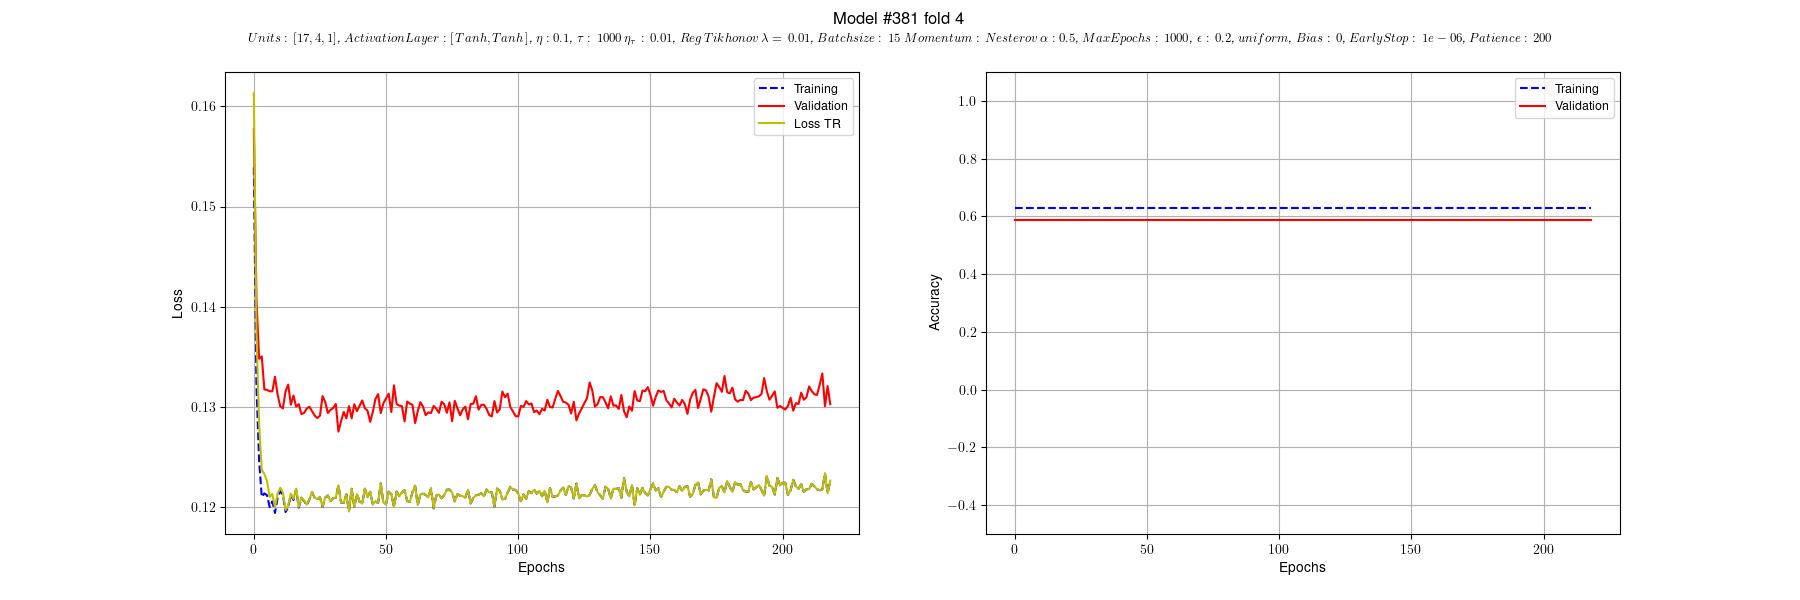 Model #381 fold 4
Units : [17, 4, 1], ActivationLayer : [Tanh, Tanh], η : 0.1, τ : 1000 ητ : 0.01, Reg Tikhonov λ = 0.01, Batchsize : 15 Momentum : Nesterov α : 0.5, MaxEpochs : 1000, ϵ : 0.2, uniform, Bias : 0, EarlyStop : 1e − 06, Patience : 200
Loss
0.16
0.15
0.14
0.13
0.12
Training
Validation
Loss TR
0
50
100
150
200
Epochs
Accuracy
1.0
0.8
0.6
0.4
0.2
0.0
−0.2
−0.4
Training
Validation
0
50
100
150
200
Epochs